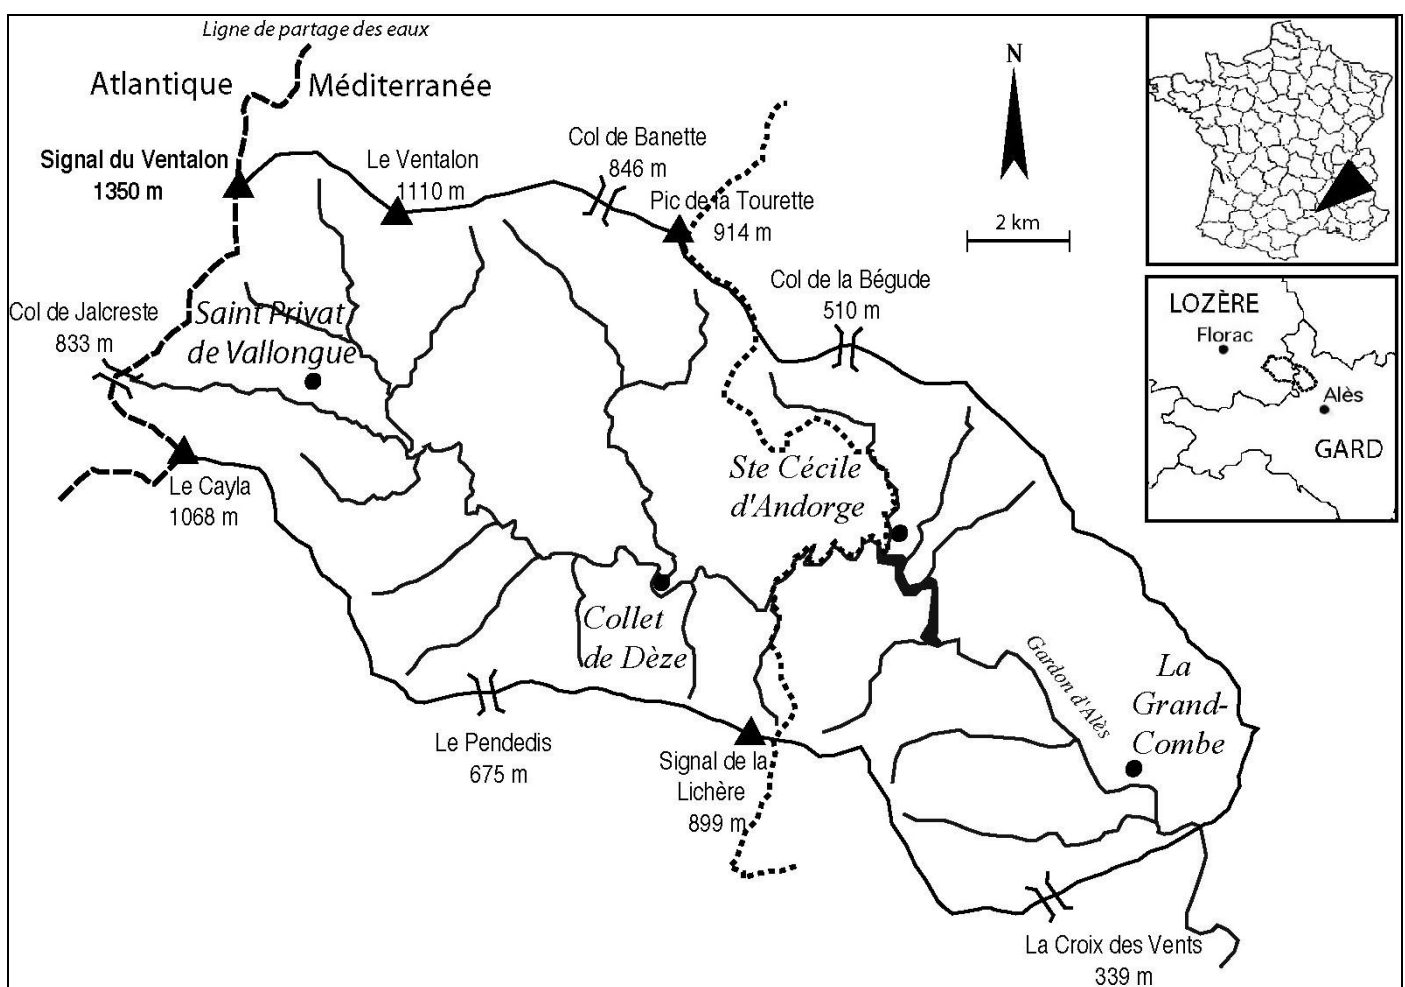 Ligne de partage des eaux
Atlantique
Méditerranée
N
Signal du Ventalon
1350 m
Le Ventalon
1110 m
Col de Banette
846 m
Pic de la Tourette
914 m
2 km
Col de la Bégude
510 m
Col de Jalcreste
833 m
Saint Privat
de Vallongue
LOZÈRE
Florac
Alès
GARD
Le Cayla
1068 m
Ste Cécile
d'Andorge
Collet
de Dèze
Gardon d'Alès
La
Grand-
Combe
Le Pendedis
675 m
Signal de la
Lichère
899 m
La Croix des Vents
339 m